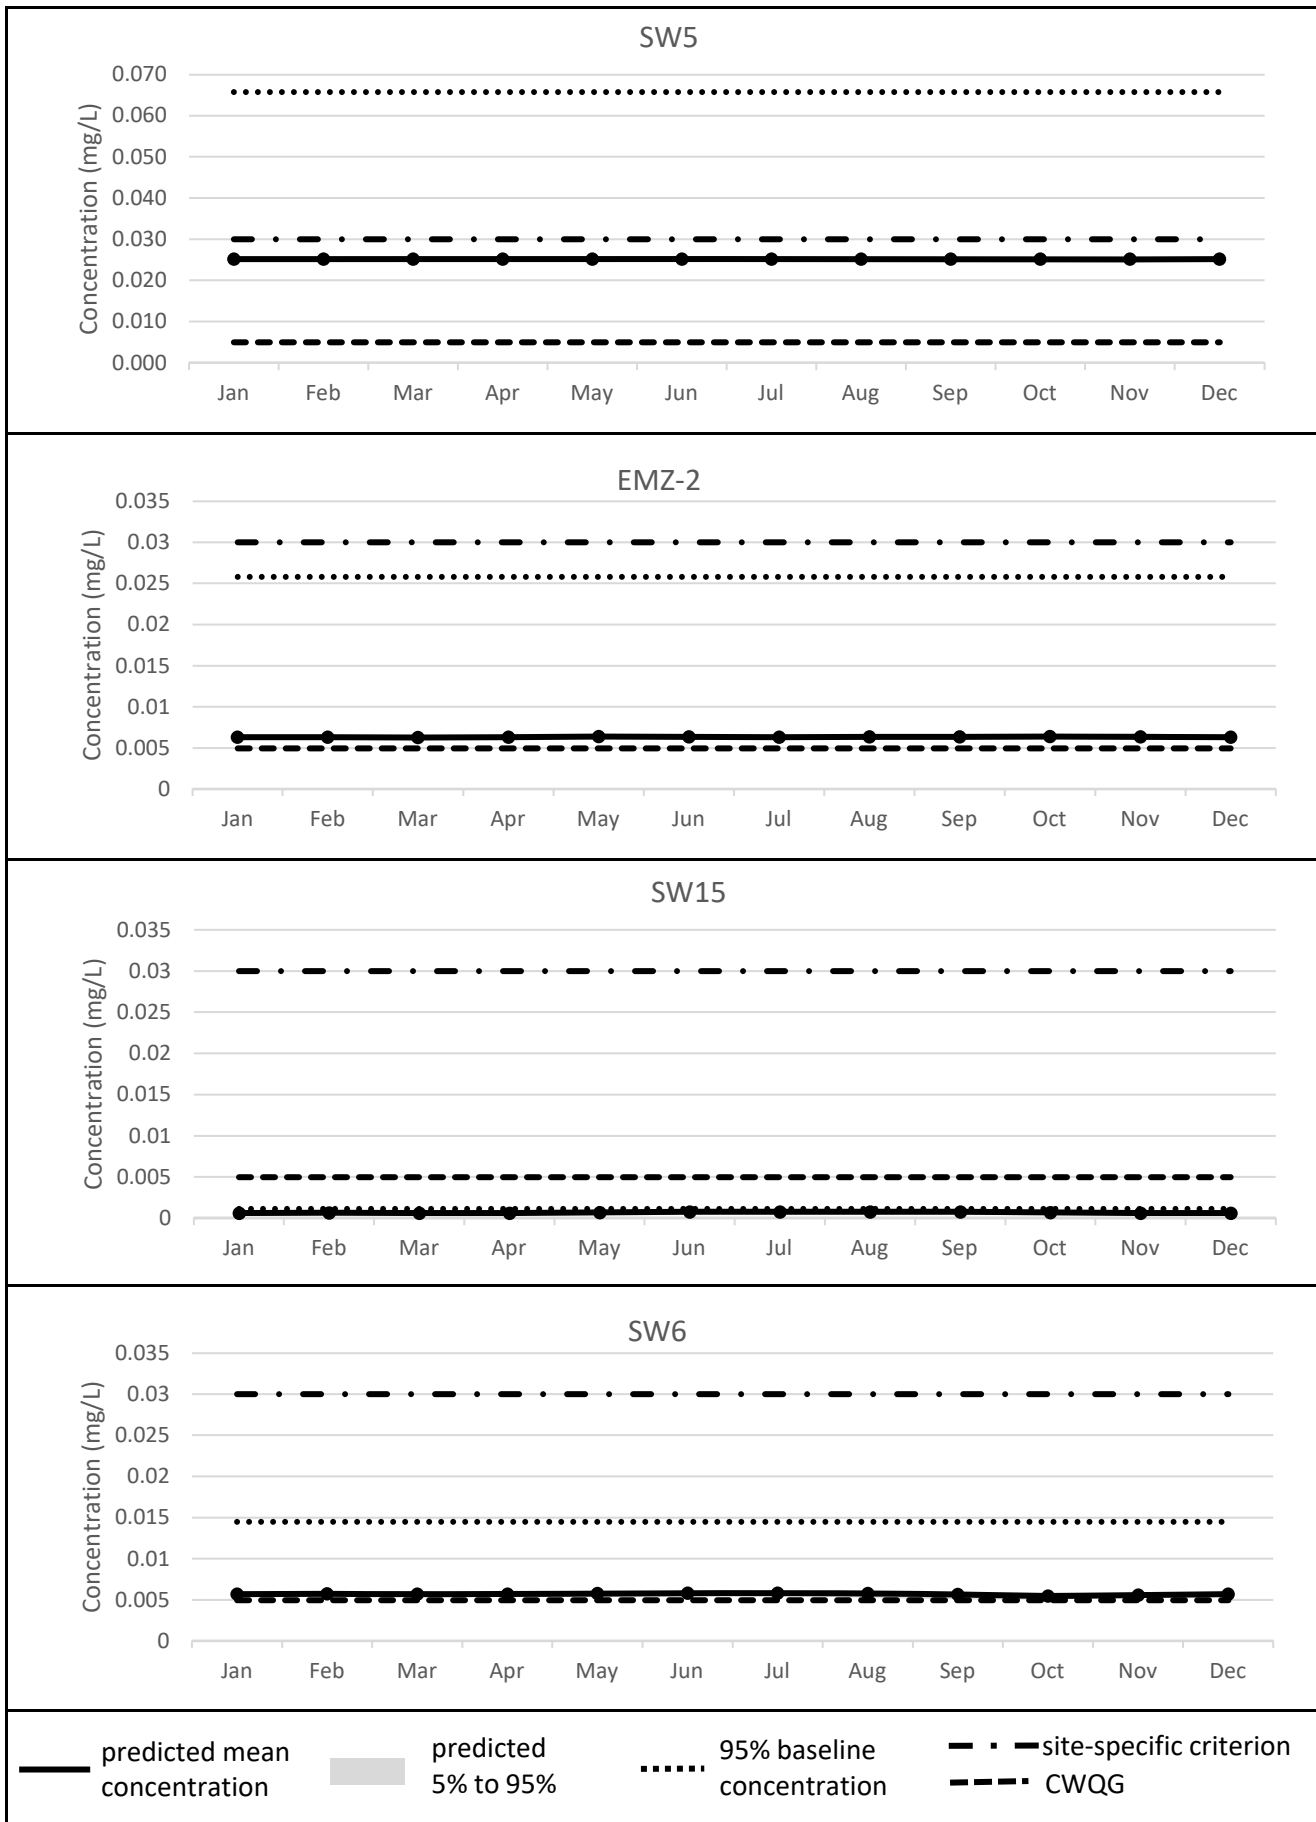 SW5
Concentration (mg/L)
0.070
0.060
0.050
0.040
0.030
0.020
0.010
0.000
Jan Feb Mar Apr May Jun Jul Aug Sep Oct Nov Dec
EMZ-2
Concentration (mg/L)
0.035
0.03
0.025
0.02
0.015
0.01
0.005
0
Jan Feb Mar Apr May Jun Jul Aug Sep Oct Nov Dec
SW15
Concentration (mg/L)
0.035
0.03
0.025
0.02
0.015
0.01
0.005
0
Jan Feb Mar Apr May Jun Jul Aug Sep Oct Nov Dec
SW6
Concentration (mg/L)
0.035
0.03
0.025
0.02
0.015
0.01
0.005
0
Jan Feb Mar Apr May Jun Jul Aug Sep Oct Nov Dec
predicted mean
concentration
predicted
5% to 95%
95% baseline
concentration
site-specific criterion
CWQG